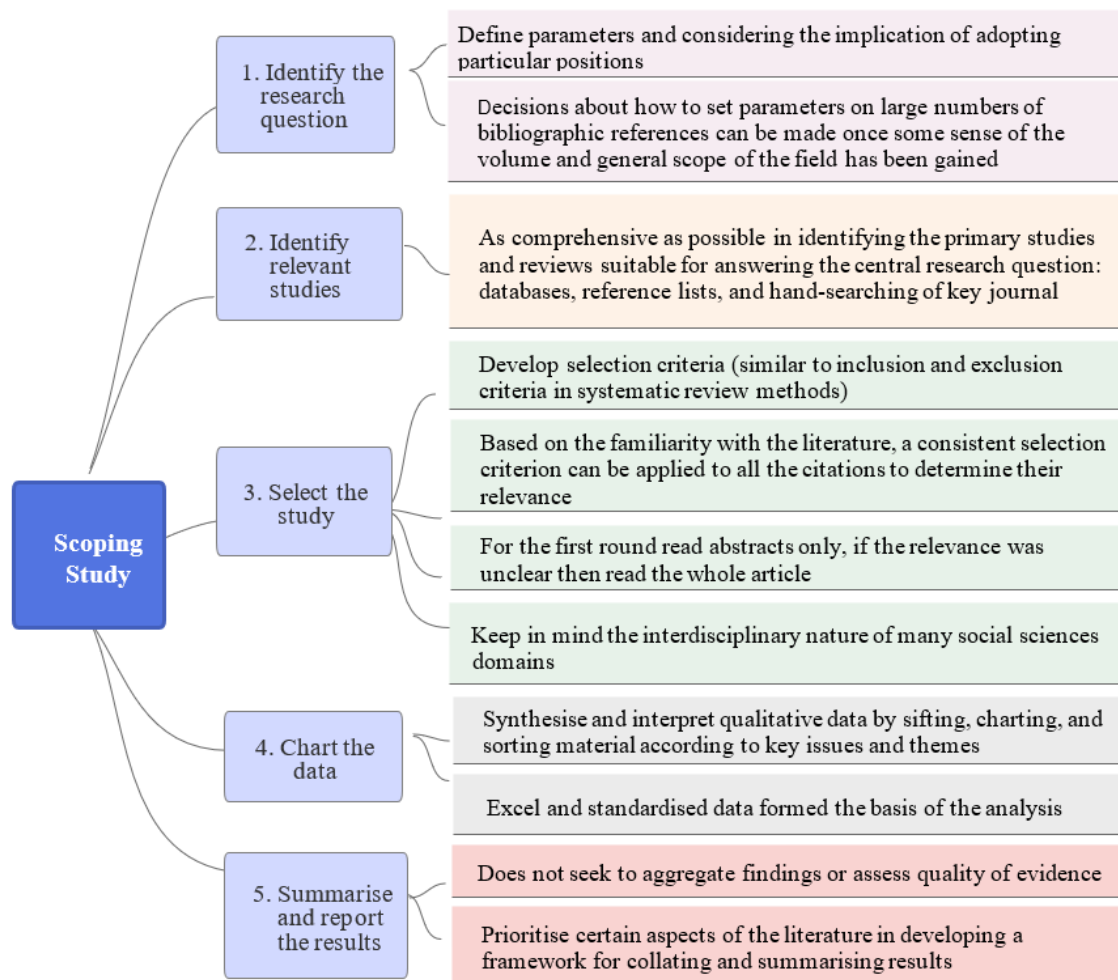 Scoping
Study
1. Identify the
research
question
Define parameters and considering the implication of adopting
particular positions
Decisions about how to set parameters on large numbers of
bibliographic references can be made once some sense of the
volume and general scope of the field has been gained
2. Identify
relevant
studies
As comprehensive as possible in identifying the primary studies
and reviews suitable for answering the central research question:
databases, reference lists, and hand-searching of key journal
3. Select the
study
Develop selection criteria (similar to inclusion and exclusion
criteria in systematic review methods)
Based on the familiarity with the literature, a consistent selection
criterion can be applied to all the citations to determine their
relevance
For the first round read abstracts only, if the relevance was
unclear then read the whole article
Keep in mind the interdisciplinary nature of many social sciences
domains
4. Chart the
data
Synthesise and interpret qualitative data by sifting, charting, and
sorting material according to key issues and themes
Excel and standardised data formed the basis of the analysis
5. Summarise
and report
the results
Does not seek to aggregate findings or assess quality of evidence
Prioritise certain aspects of the literature in developing a
framework for collating and summarising results